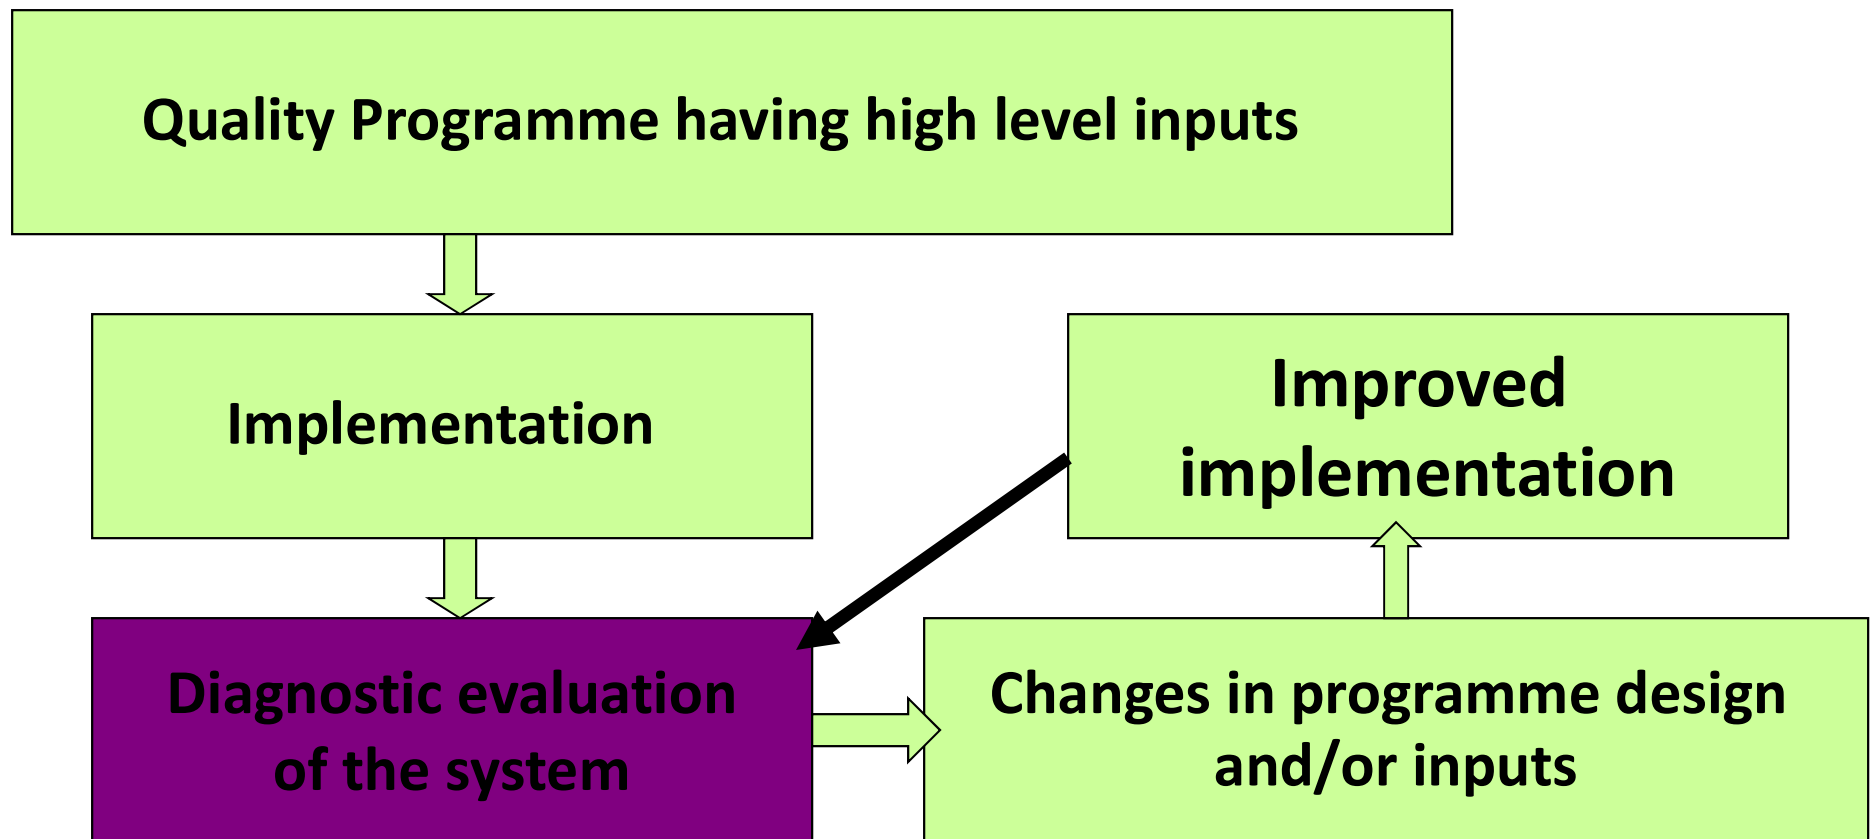 Quality Programme having high level inputs
Implementation
Improved
implementation
Diagnostic evaluation
of the system
Changes in programme design
and/or inputs